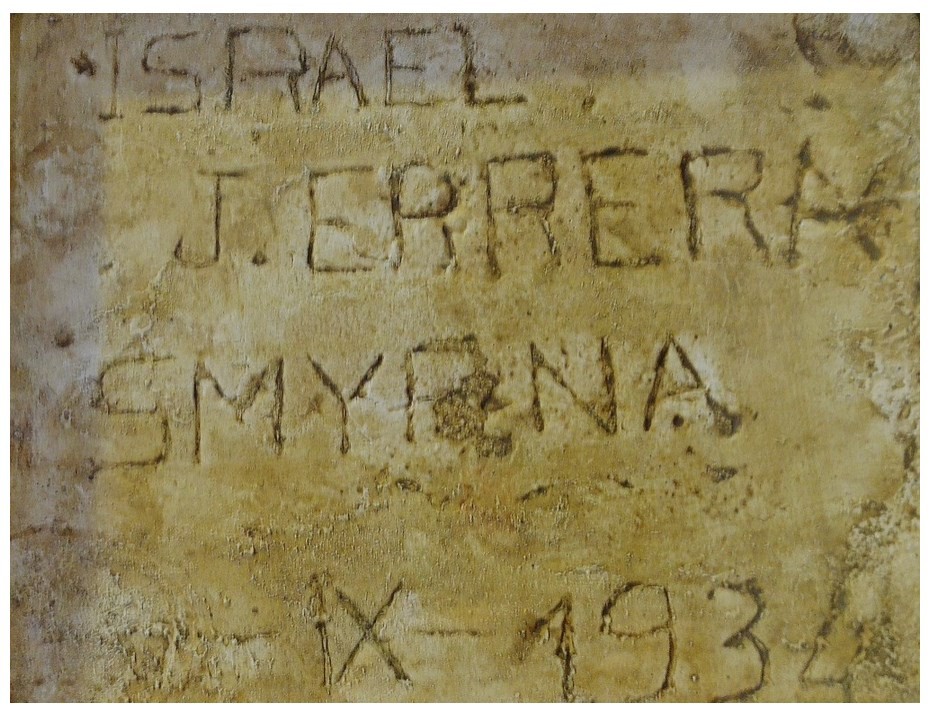 ISRAEL
J. ERRERA
SMYRNA
IX - 1934